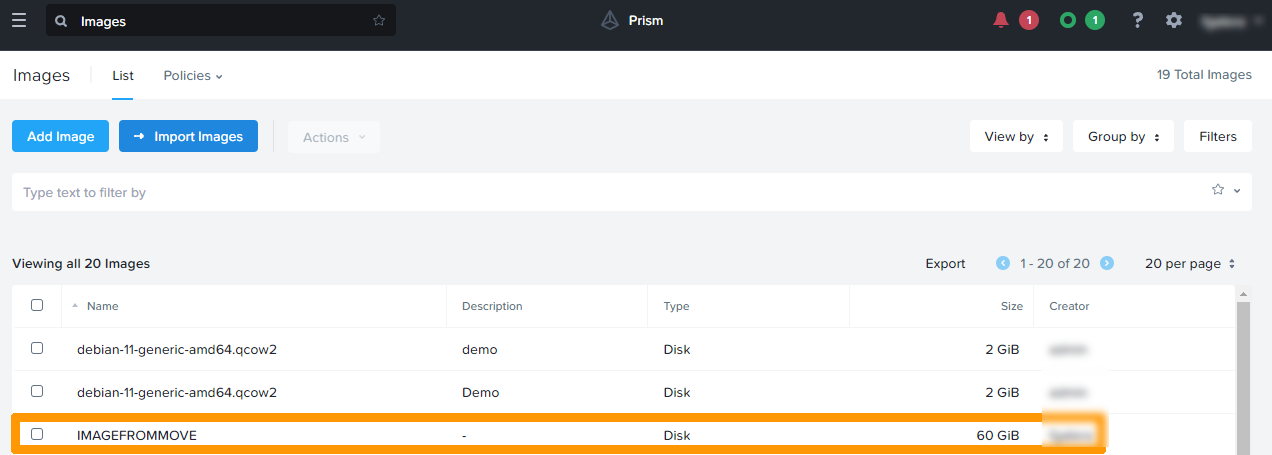 Images
Prism
1
1
?
Images List Policies 19 Total Images
Add Image Import Images Actions View by Group by Filters
Type text to filter by
Viewing all 20 Images Export 1 - 20 of 20 20 per page
Name Description Type Size Creator
debian-11-generic-amd64.qcow2 demo Disk 2 GiB
debian-11-generic-amd64.qcow2 Demo Disk 2 GiB
IMAGEFROMMOVE - Disk 60 GiB